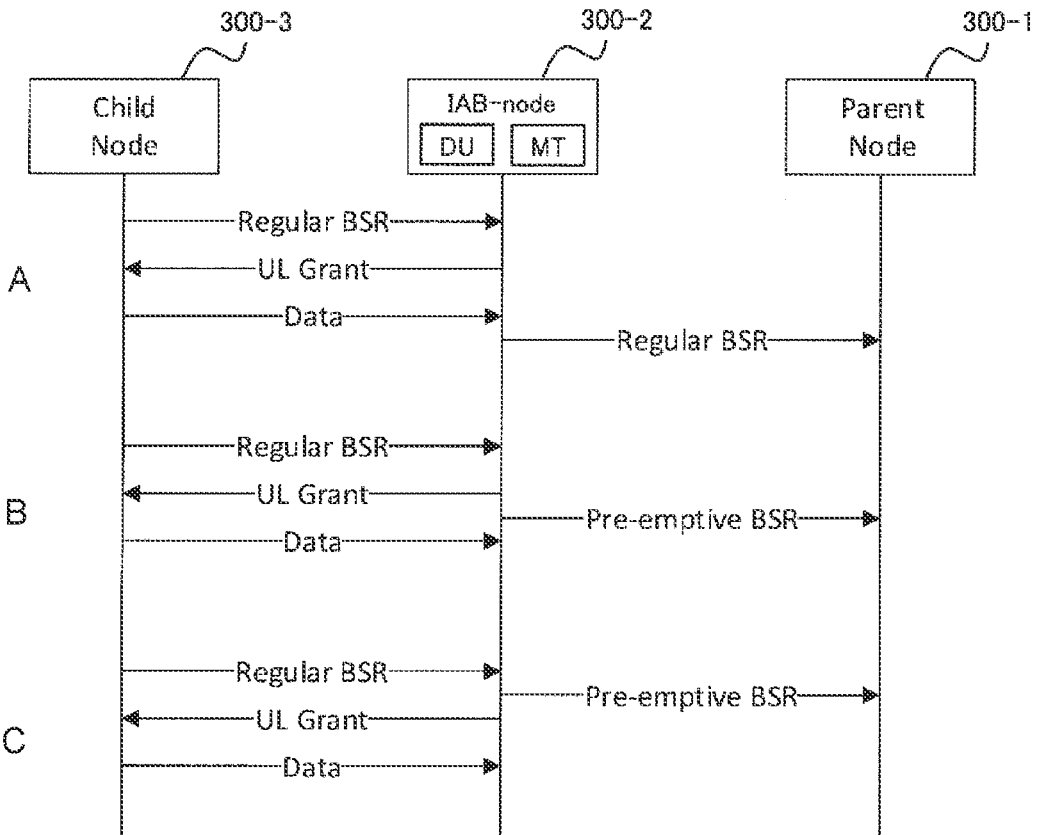 300-3
300-2
300-1
Child
Node
IAB-node
DU
MT
Parent
Node
A
Regular BSR
UL Grant
Data
Regular BSR
B
Regular BSR
UL Grant
Pre-emptive BSR
Data
C
Regular BSR
Pre-emptive BSR
UL Grant
Data